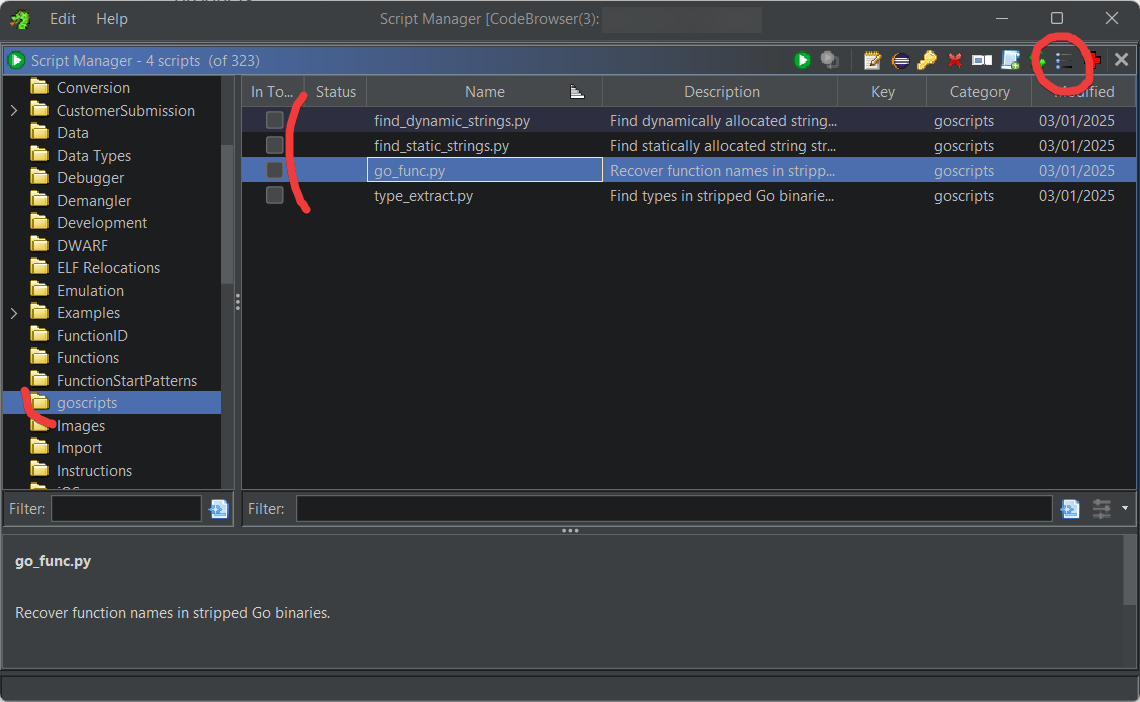 Edit Help Script Manager [CodeBrowser(3):
Script Manager - 4 scripts (of 323)
Conversion
CustomerSubmission
Data
Data Types
Debugger
Demangler
Development
DWARF
ELF Relocations
Emulation
Examples
FunctionID
Functions
FunctionStartPatterns
goscripts
Images
Import
Instructions
iOS
Filter:
In To... Status Name Description Key Category Modified
find_dynamic_strings.py Find dynamically allocated string... goscripts 03/01/2025
find_static_strings.py Find statically allocated string str... goscripts 03/01/2025
go_func.py Recover function names in stripp... goscripts 03/01/2025
type_extract.py Find types in stripped Go binarie... goscripts 03/01/2025
Filter:
go_func.py
Recover function names in stripped Go binaries.